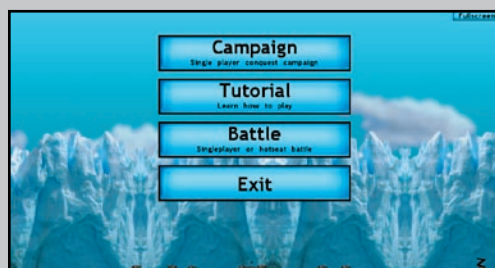 Fullscreen
Campaign
Single player conquest campaign
Tutorial
Learn how to play
Battle
Singleplayer or hotseat battle
Exit